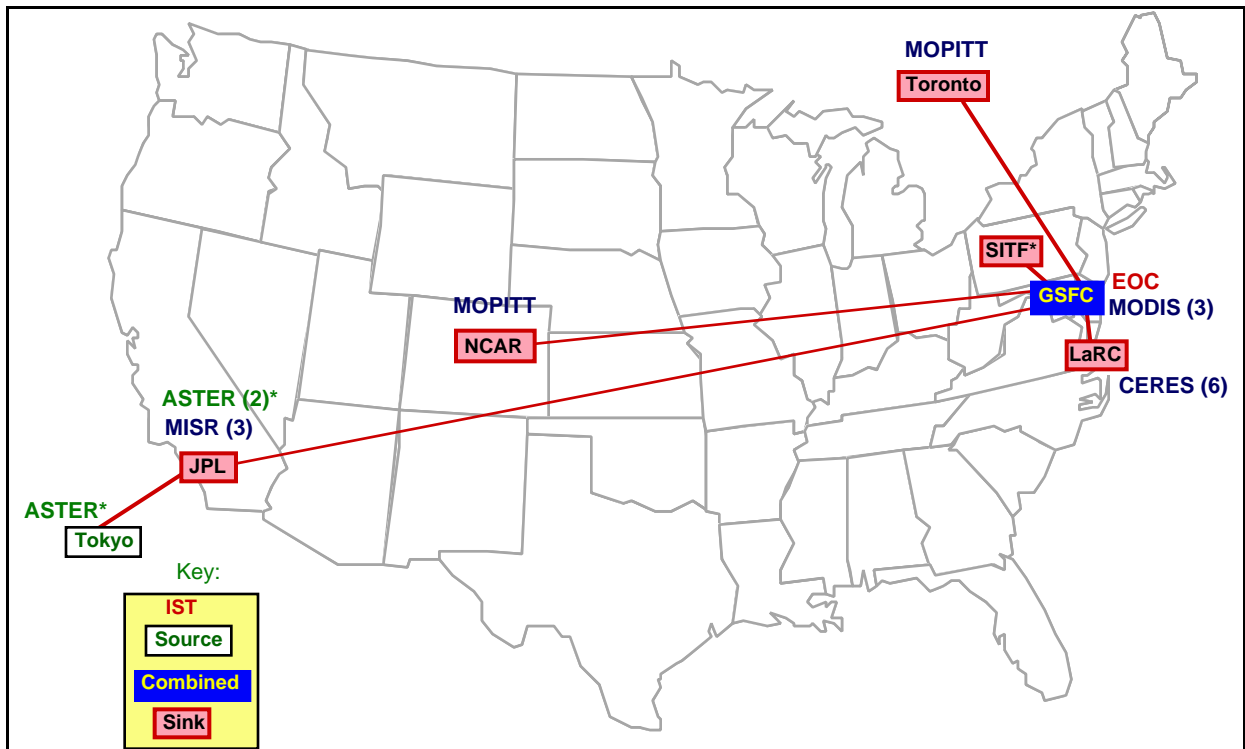 MOPITT
Toronto
SITF*
GSFC
EOC
MODIS (3)
MOPITT
NCAR
LaRC
CERES (6)
ASTER (2)*
MISR (3)
JPL
ASTER*
Tokyo
Key:
IST
Source
Combined
Sink